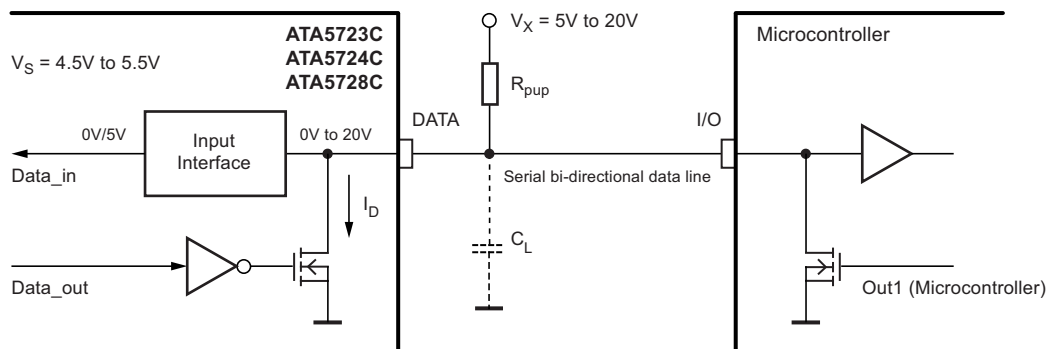 ATA5723C
ATA5724C
ATA5728C
V_S = 4.5V to 5.5V
V_X = 5V to 20V
R_pup
Microcontroller
0V/5V
Input
Interface
0V to 20V
DATA
I/O
Data_in
Serial bi-directional data line
I_D
C_L
Data_out
Out1 (Microcontroller)